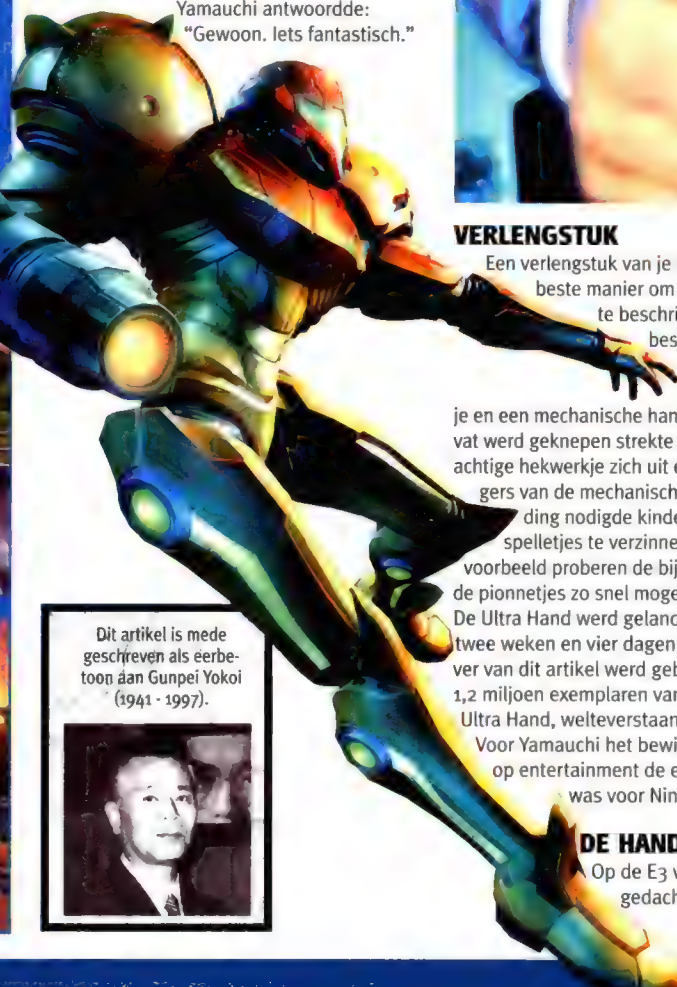 Yamauchi antwoordde:
“Gewoon. Iets fantastisch.”
VERLENGSTUK
Een verlengstuk van je
beste manier om
te beschri
bes
je en een mechanische han
vat werd geknepen strekte
achtige hekwerkje zich uit e
gers van de mechanisch
ding nodigde kinde
spelletjes te verzinne
voorbeeld proberen de bij
de pionnetjes zo snel moge
De Ultra Hand werd gelanc
twee weken en vier dagen
ver van dit artikel werd geb
1,2 miljoen exemplaren van
Ultra Hand, welteverstaan
Voor Yamauchi het bewi
op entertainment de e
was voor Nin
DE HAND
Op de E3 v
gedach
Dit artikel is mede
geschreven als eerbe-
toon aan Gunpei Yokoi
(1941 - 1997).